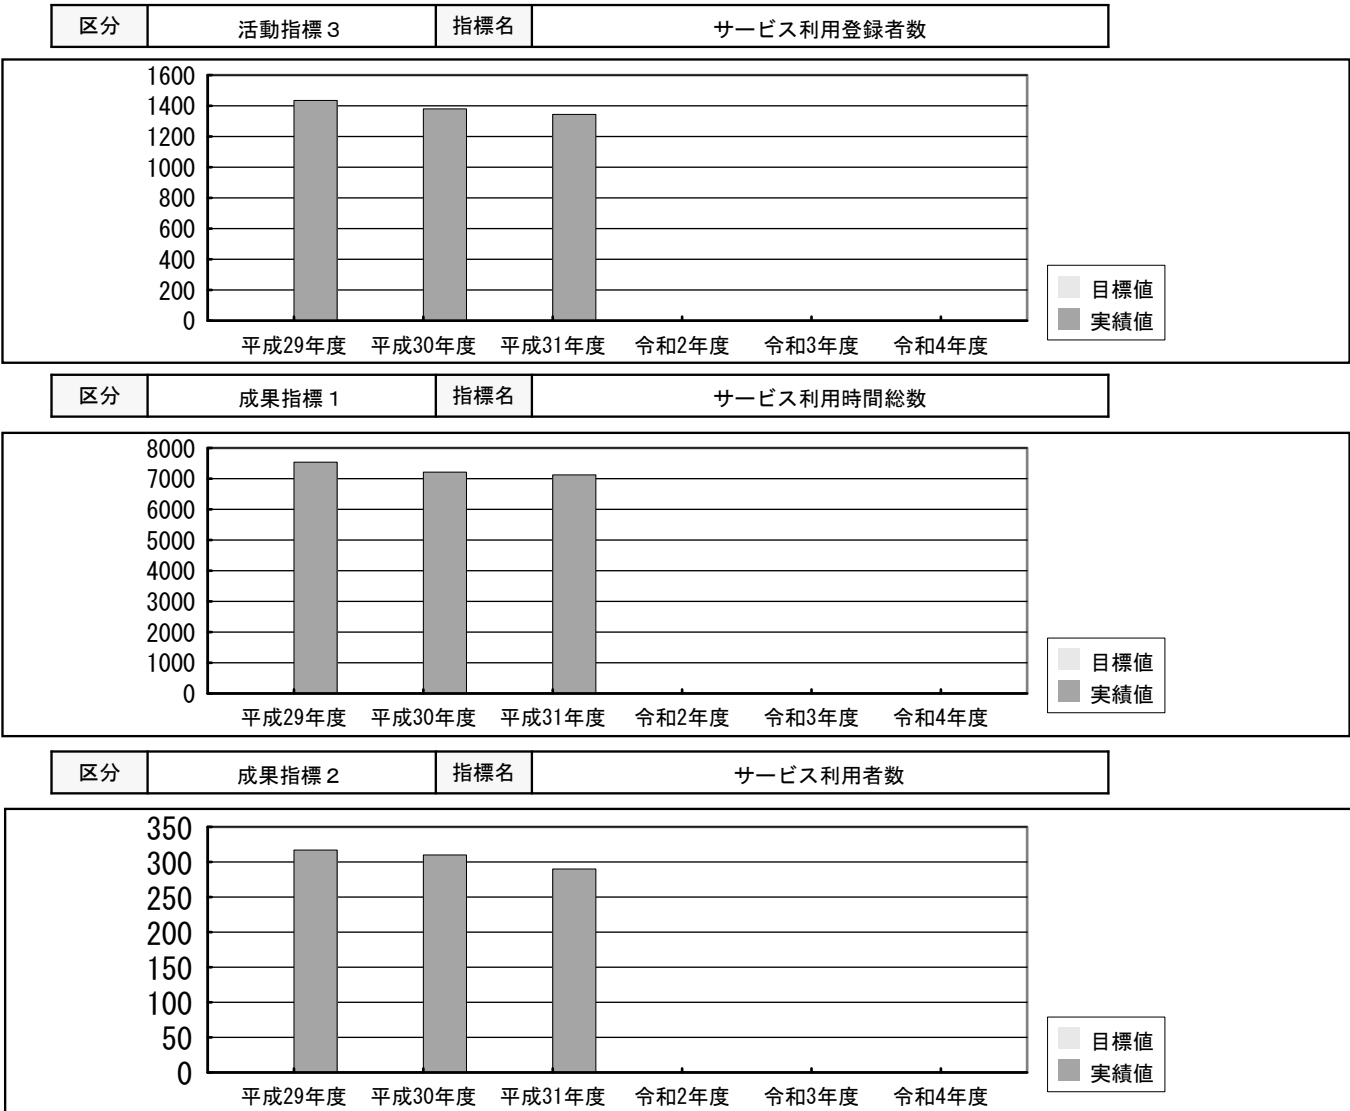 区分 活動指標3 指標名 サービス利用登録者数
1600
1400
1200
1000
800
600
400
200
0
平成29年度 平成30年度 平成31年度 令和2年度 令和3年度 令和4年度
目標値
実績値
区分 成果指標1 指標名 サービス利用時間総数
8000
7000
6000
5000
4000
3000
2000
1000
0
平成29年度 平成30年度 平成31年度 令和2年度 令和3年度 令和4年度
目標値
実績値
区分 成果指標2 指標名 サービス利用者数
350
300
250
200
150
100
50
0
平成29年度 平成30年度 平成31年度 令和2年度 令和3年度 令和4年度
目標値
実績値